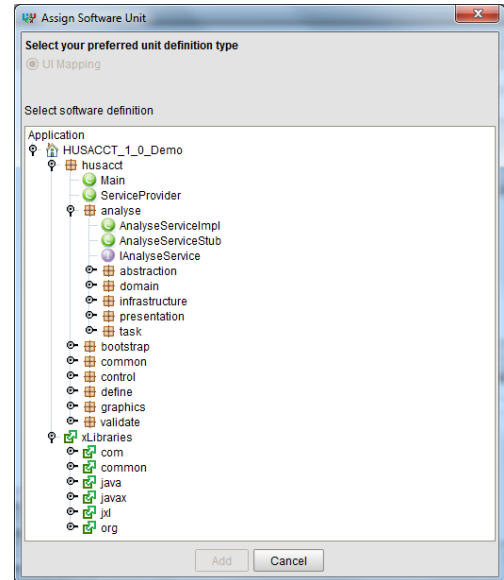 Assign Software Unit
Select your preferred unit definition type
UI Mapping
Select software definition
Application
HUSACCT_1_0_Demo
husacct
C Main
C ServiceProvider
analyse
C AnalyseServiceImpl
C AnalyseServiceStub
I IAnalyseService
abstraction
domain
infrastructure
presentation
task
bootstrap
common
control
define
graphics
validate
xLibraries
com
common
java
javax
jxl
org
Add Cancel